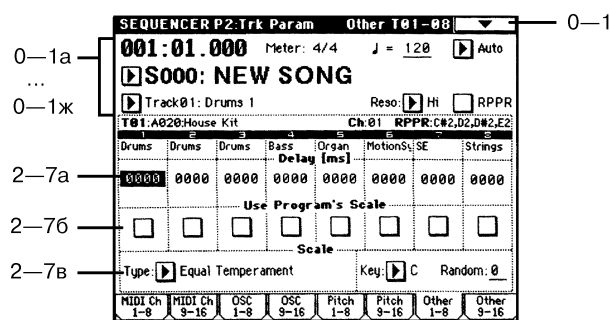 SEQUENCER P2:Trk Param Other T01-08
0—1
001:01.000 Meter: 4/4 ♩ = 120 Auto
0—1а
S000: NEW SONG
...
0—1ж
Track01: Drums 1 Reso: Hi RPPR
T01:A020:House Kit Ch:01 RPPR:C#2,D2,D#2,E2
1 2 3 4 5 6 7 8
Drums Drums Drums Bass Organ MotionSy SE Strings
Delay [ms]
2—7а
0000 0000 0000 0000 0000 0000 0000 0000
Use Program's Scale
2—7б
Scale
2—7в
Type: Equal Temperament Key: C Random: 0
MIDI Ch 1-8 MIDI Ch 9-16 OSC 1-8 OSC 9-16 Pitch 1-8 Pitch 9-16 Other 1-8 Other 9-16